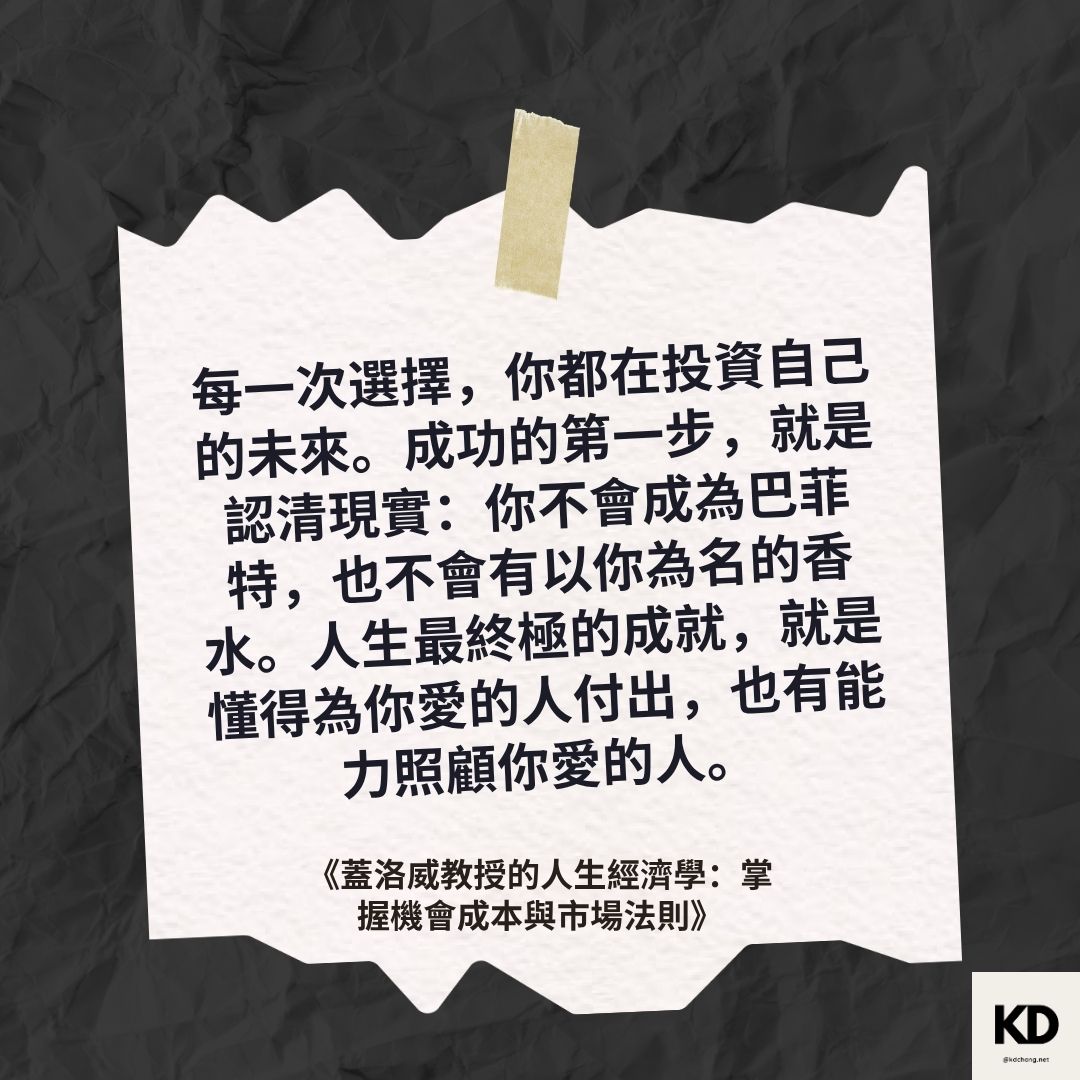 每一次選擇，你都在投資自己
的未來。成功的第一步，就是
認清現實：你不會成為巴菲
特，也不會有以你為名的香
水。人生最終極的成就，就是
懂得為你愛的人付出，也有能
力照顧你愛的人。
《蓋洛威教授的人生經濟學：掌
握機會成本與市場法則》
KD
@kdchong.net